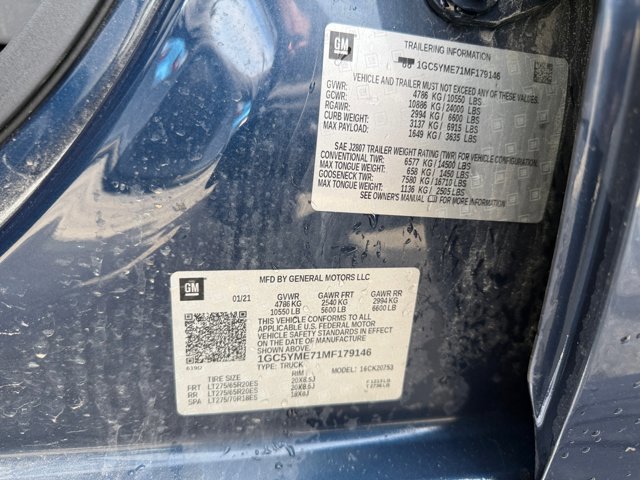 GM
TRAILERING INFORMATION
1GC5YME71MF179146
VEHICLE AND TRAILER MUST NOT EXCEED ANY OF THESE VALUES.
GVWR: 4786 KG/10550 LBS
GCWR: 10886 KG/24000 LBS
RGAWR: 2994 KG/ 6600 LBS
CURB WEIGHT: 3137 KG/ 6915 LBS
MAX PAYLOAD: 1649 KG/ 3635 LBS
SAE J2807 TRAILER WEIGHT RATING (TWR) FOR VEHICLE CONFIGURATION.
CONVENTIONAL TWR: 6577 KG/14500 LBS
MAX TONGUE WEIGHT: 658 KG/ 1450 LBS
GOOSENECK TWR: 7580 KG/16710 LBS
MAX TONGUE WEIGHT: 1136 KG/ 2505 LBS
SEE OWNER'S MANUAL FOR MORE INFORMATION
GM
MFD BY GENERAL MOTORS LLC
01/21 GVWR GAWR FRT GAWR RR
4786 KG 2540 KG 2994 KG
10550 LB 5600 LB 6600 LB
THIS VEHICLE CONFORMS TO ALL
APPLICABLE U.S. FEDERAL MOTOR
VEHICLE SAFETY STANDARDS IN EFFECT
ON THE DATE OF MANUFACTURE
1GC5YME71MF179146
TYPE: TRUCK MODEL: 16CK20753
TIRE SIZE RIM
FRT LT275/65R20ES 20X8.5J
RR LT275/65R20ES 20X8.5J
SPA LT275/70R18ES 18X8J